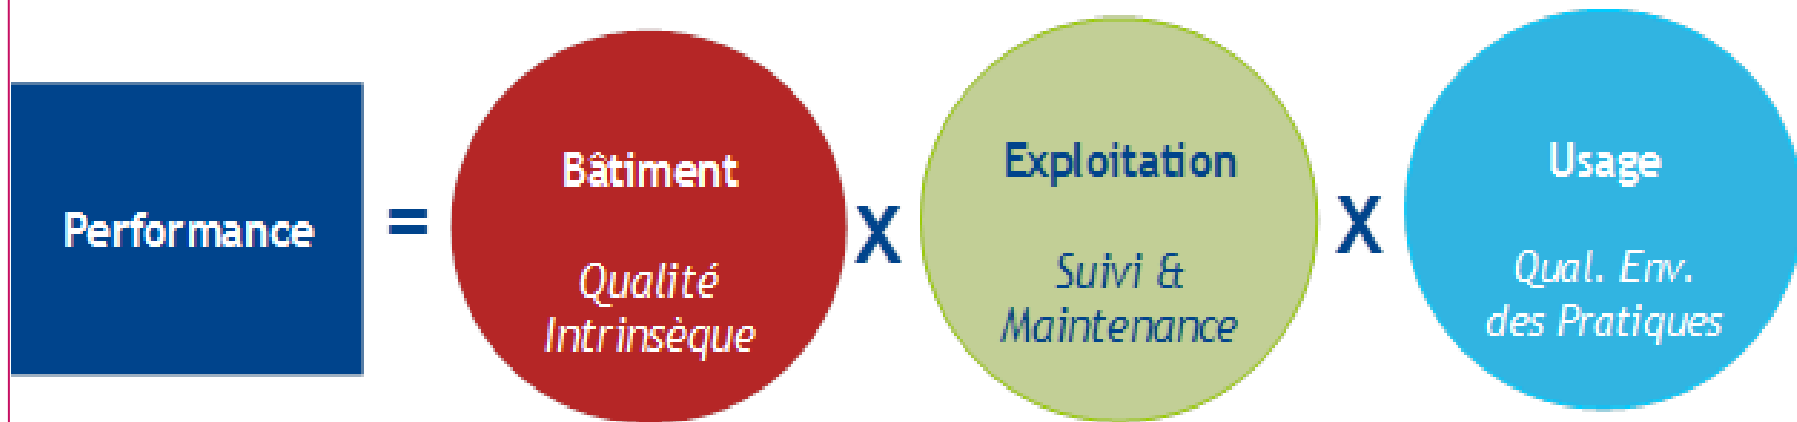 Performance
=
Bâtiment
Qualité
Intrinsèque
X
Exploitation
Suivi &
Maintenance
X
Usage
Qual. Env.
des Pratiques